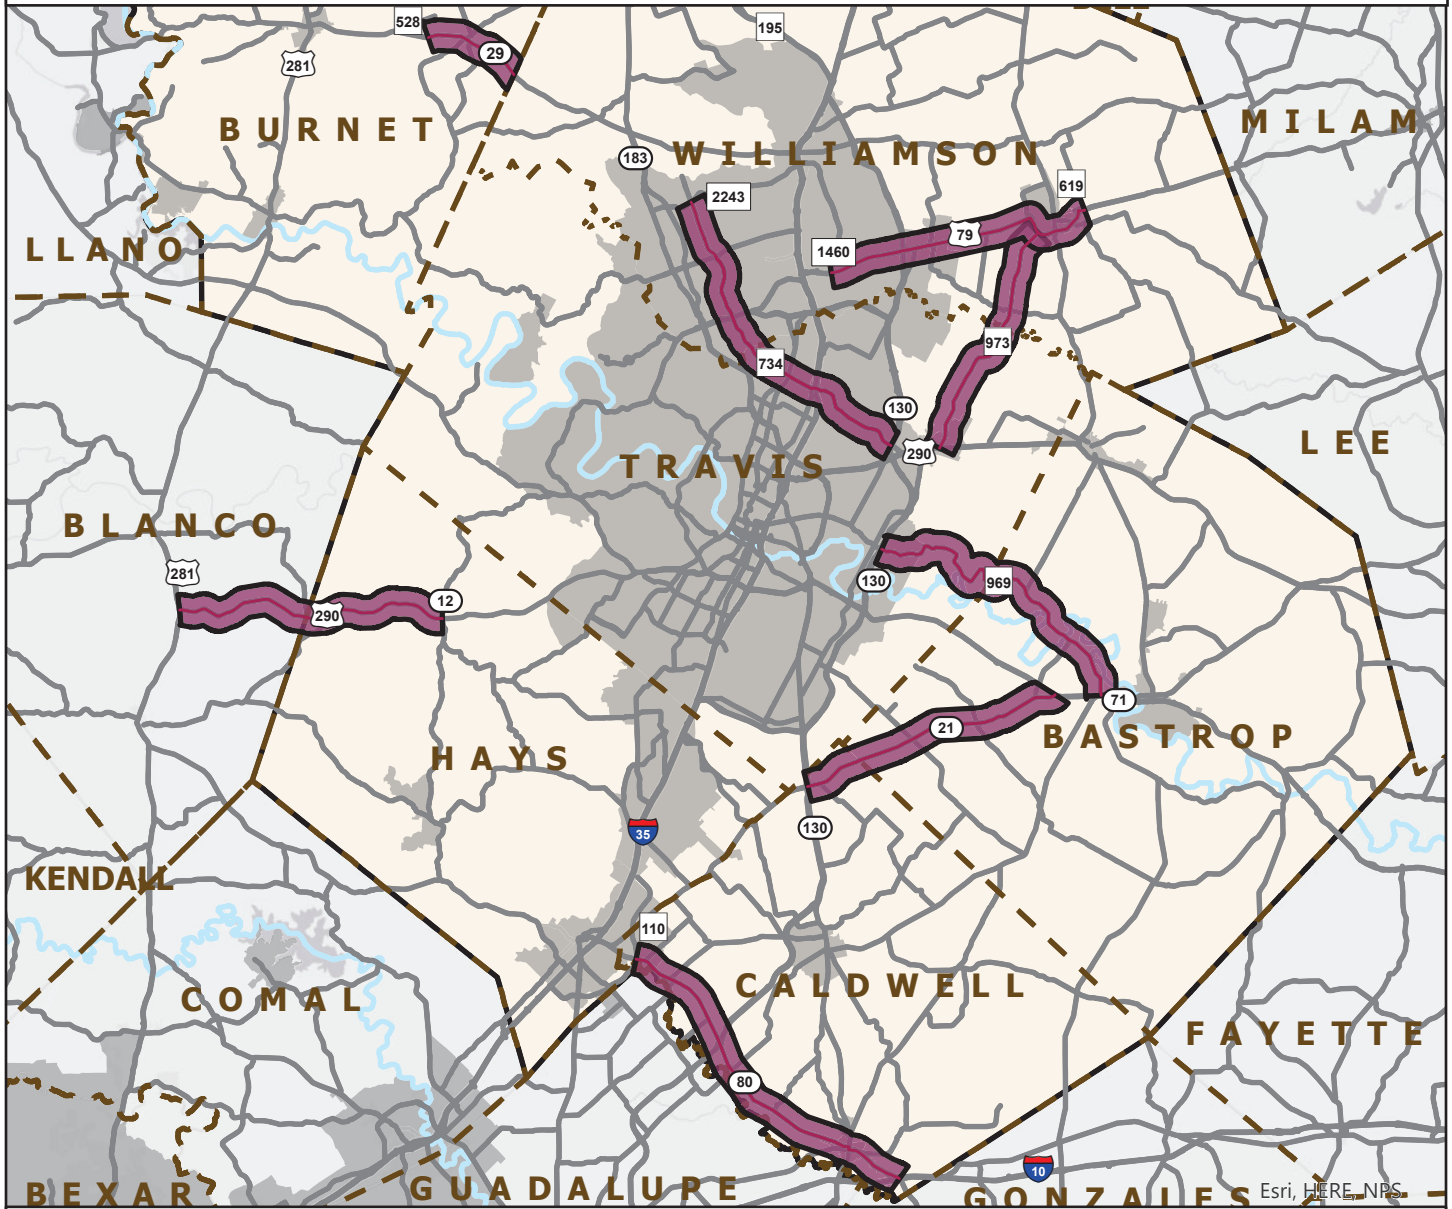 528
195
29
281
BURNET
MILAM
183
WILLIAMSON
619
2243
79
LLANO
1460
973
734
130
LEE
290
TRAVIS
BLANCO
281
130
969
12
290
71
21
BASTROP
HAYS
130
35
KENDALL
110
CALDWELL
COMAL
FAYETTE
80
10
BEXAR
GUADALUPE
GONZALES
Esri, HERE, NPS